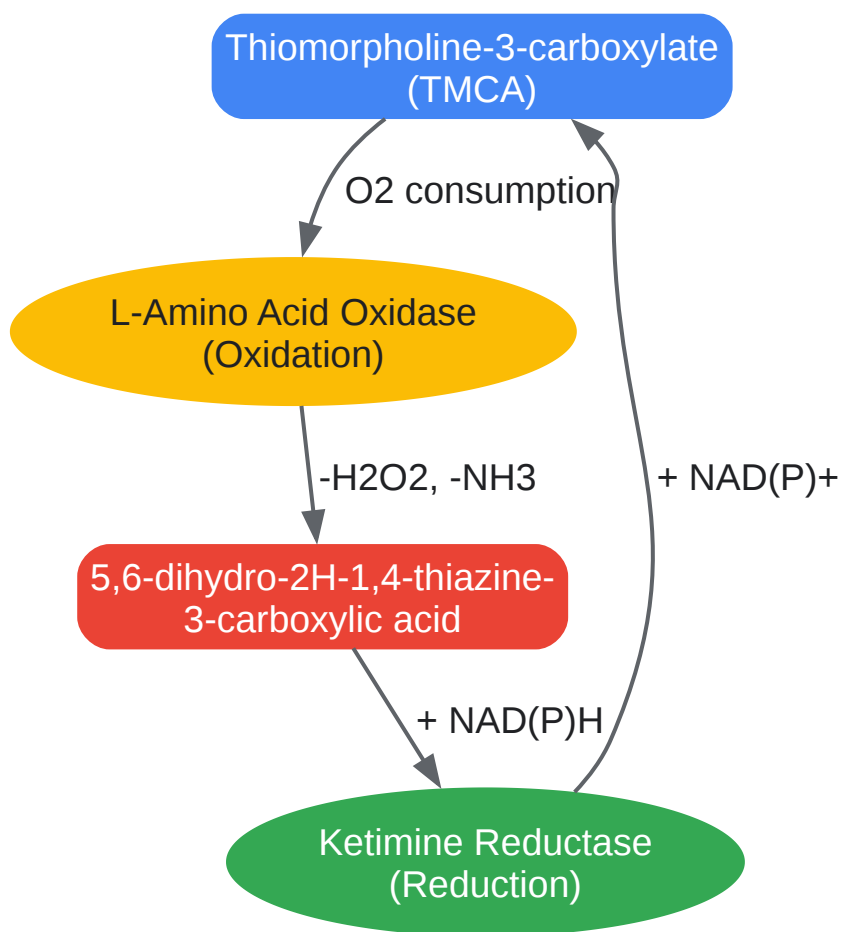 Thiomorpholine-3-carboxylate
(TMCA)
O2 consumption
L-Amino Acid Oxidase
(Oxidation)
-H2O2, -NH3
+ NAD(P)+
5,6-dihydro-2H-1,4-thiazine-
3-carboxylic acid
+ NAD(P)H
Ketimine Reductase
(Reduction)